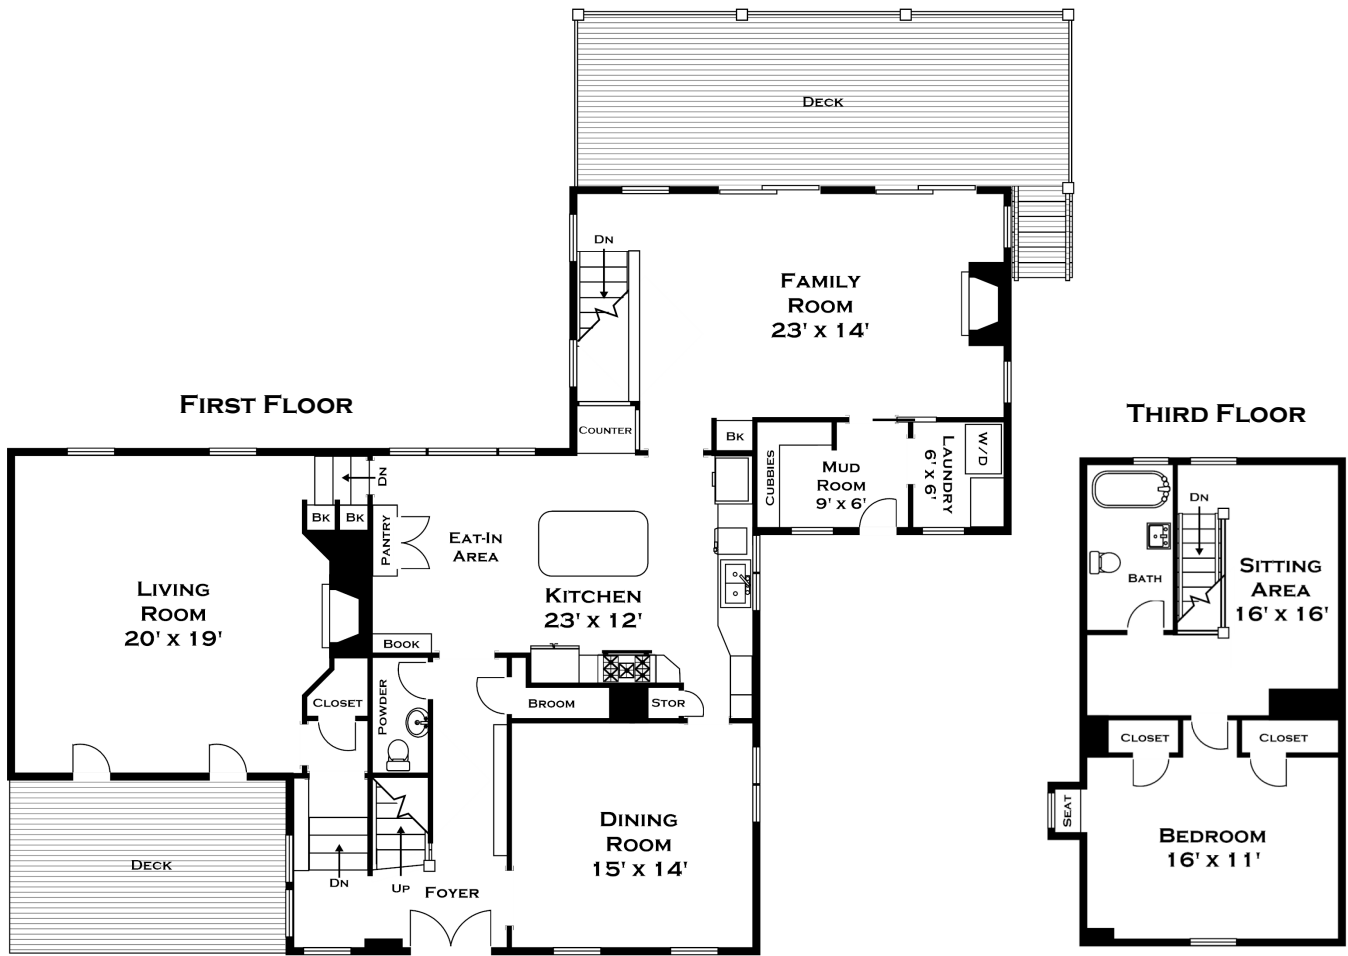 DECK
DN
FAMILY
ROOM
23' X 14'
FIRST FLOOR
THIRD FLOOR
COUNTER
BK
CUBBIES
MUD
ROOM
9' X 6'
LAUNDRY
6' X 6'
W/D
DN
BK
BK
PANTRY
EAT-IN
AREA
KITCHEN
23' X 12'
LIVING
ROOM
20' X 19'
BOOK
CLOSET
POWDER
BROOM
STOR
DINING
ROOM
15' X 14'
DECK
DN
UP
FOYER
DN
BATH
SITTING
AREA
16' X 16'
CLOSET
CLOSET
SEAT
BEDROOM
16' X 11'